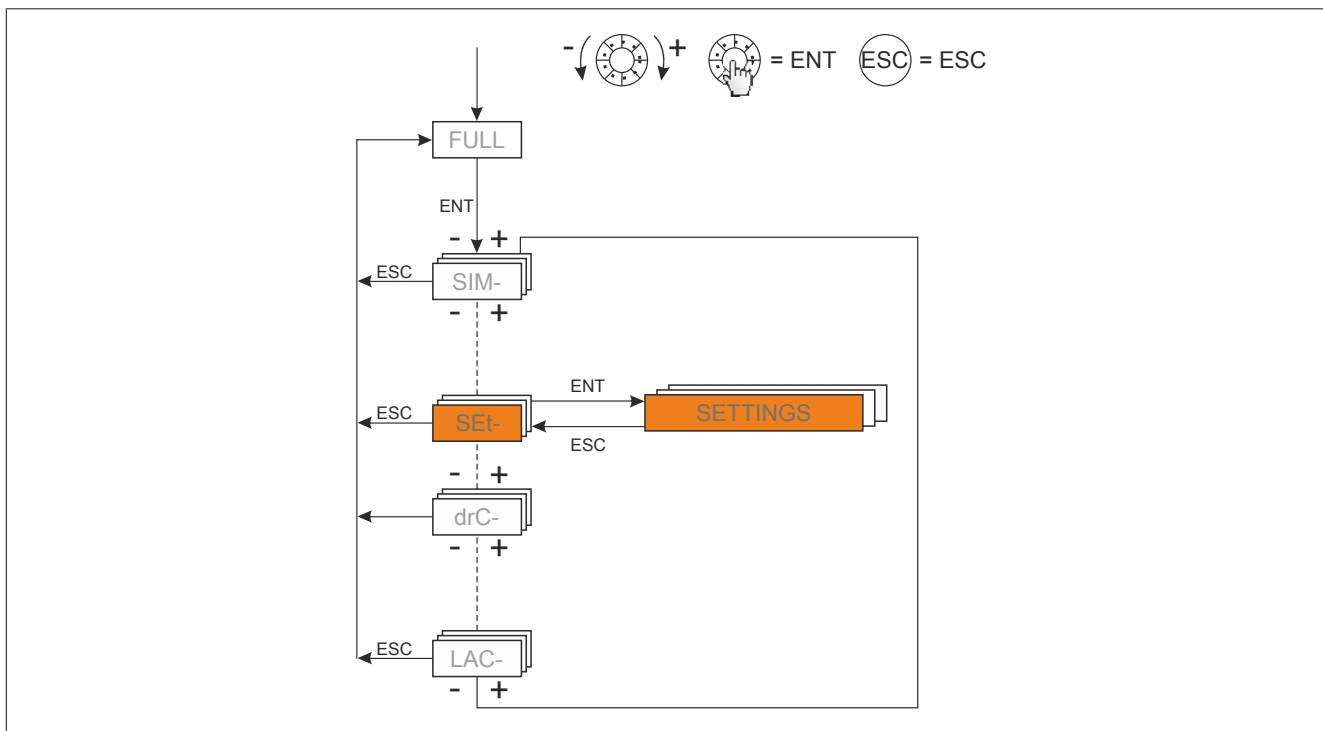 - + = ENT ESC = ESC
FULL
ENT
- +
ESC SIM-
- +
ENT
ESC SEt- SETTINGS
ESC
- +
drC-
- +
ESC LAC-
- +